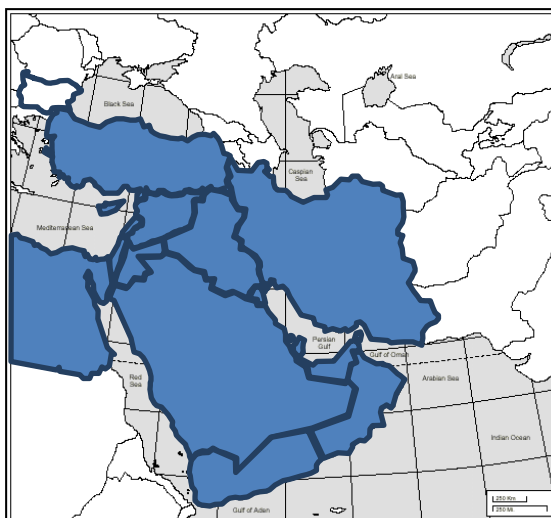 Aral Sea
Black Sea
Caspian
Sea
Mediterranean Sea
Persian
Gulf
Gulf of Oman
Red
Sea
Arabian Sea
Indian Ocean
Gulf of Aden
250 Km
250 Mi.